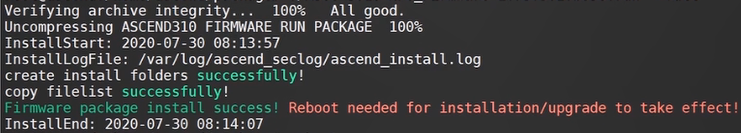 Verifying archive integrity...  100%   All good.
Uncompressing ASCEND310 FIRMWARE RUN PACKAGE  100%
InstallStart: 2020-07-30 08:13:57
InstallLogFile: /var/log/ascend_seclog/ascend_install.log
create install folders successfully!
copy filelist successfully!
Firmware package install success! Reboot needed for installation/upgrade to take effect!
InstallEnd: 2020-07-30 08:14:07